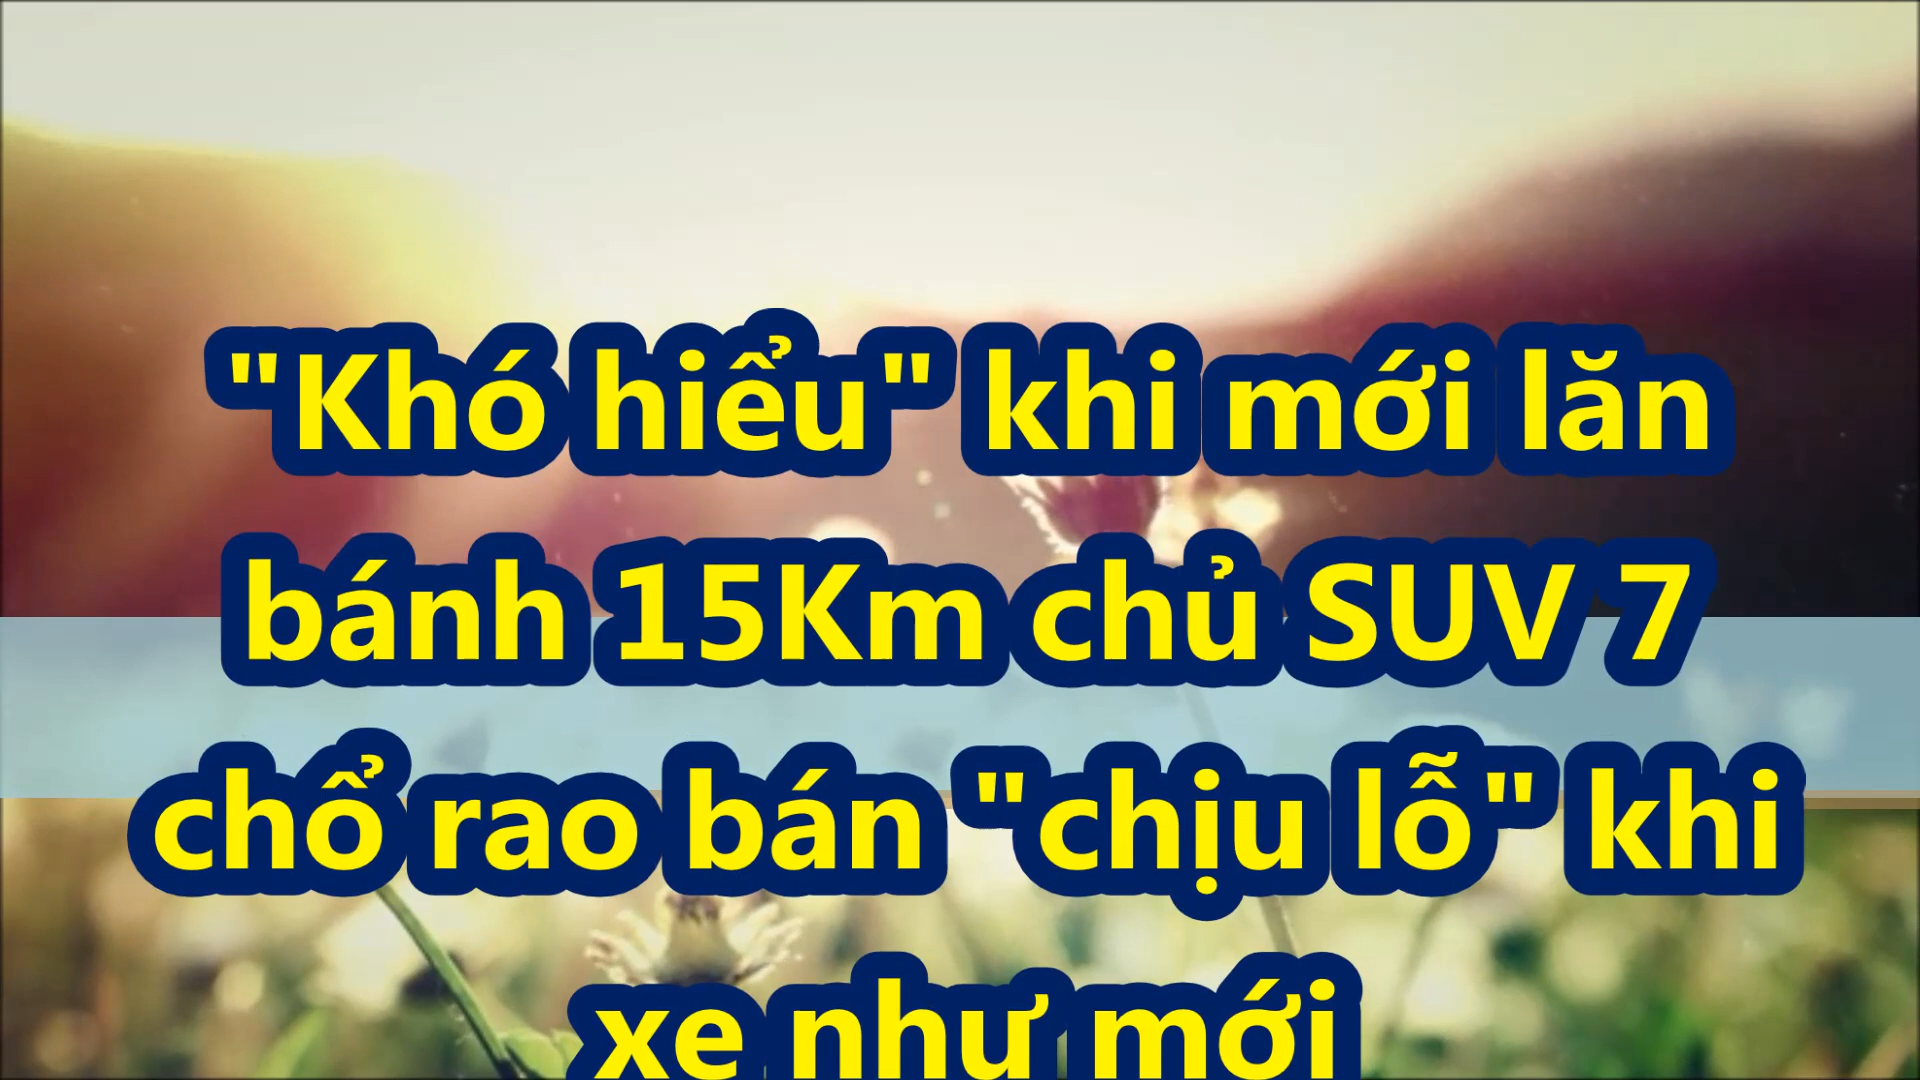 "Khó hiểu" khi mới lăn
bánh 15Km chủ SUV 7
chổ rao bán "chịu lỗ" khi
xe như mới